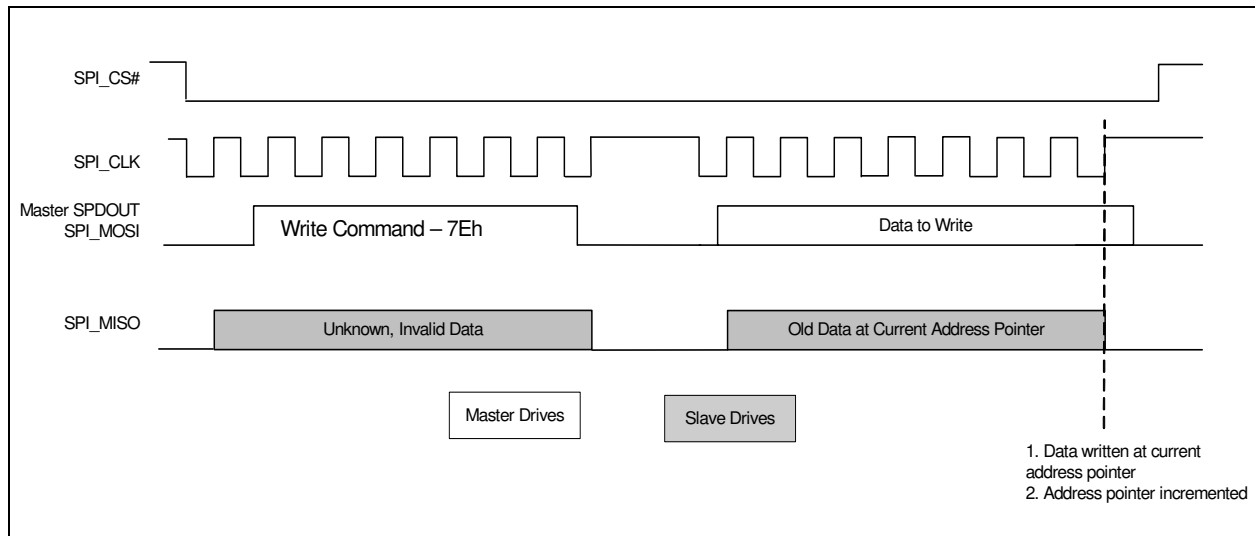 SPI_CS#
SPI_CLK
Master SPDOUT
SPI_MOSI
Write Command – 7Eh
Data to Write
SPI_MISO
Unknown, Invalid Data
Old Data at Current Address Pointer
Master Drives
Slave Drives
1. Data written at current
address pointer
2. Address pointer incremented